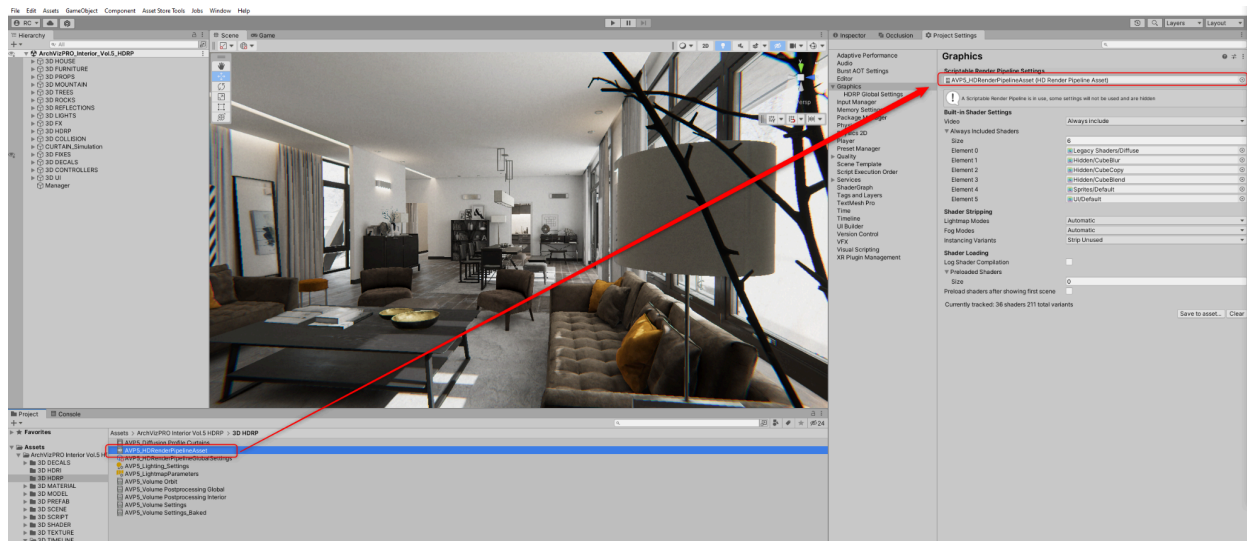 File Edit Assets GameObject Component Asset Store Tools Jobs Window Help
RC
Layers
Layout
Hierarchy
All
ArchVizPRO_Interior_Vol.5_HDRP
3D HOUSE
3D FURNITURE
3D PROPS
3D MOUNTAIN
3D TREES
3D ROCKS
3D REFLECTIONS
3D LIGHTS
3D FX
3D HDRP
3D COLLISION
CURTAIN_Simulation
3D FIXES
3D DECALS
3D CONTROLLERS
3D UI
Manager
Scene
Game
2D
Persp
Inspector
Occlusion
Project Settings
Adaptive Performance
Audio
Burst AOT Settings
Editor
Graphics
HDRP Global Settings
Input Manager
Memory Settings
Package Manager
Physics 2D
Player
Preset Manager
Quality
Scene Template
Script Execution Order
Services
ShaderGraph
Tags and Layers
TextMesh Pro
Time
Timeline
UI Builder
Version Control
VFX
Visual Scripting
XR Plugin Management
Graphics
Scriptable Render Pipeline Settings
AVP5_HDRenderPipelineAsset (HD Render Pipeline Asset)
A Scriptable Render Pipeline is in use, some settings will not be used and are hidden
Built-in Shader Settings
Video Always include
Always Included Shaders
Size 6
Element 0 Legacy Shaders/Diffuse
Element 1 Hidden/CubeBlur
Element 2 Hidden/CubeCopy
Element 3 Hidden/CubeBlend
Element 4 Sprites/Default
Element 5 UI/Default
Shader Stripping
Lightmap Modes Automatic
Fog Modes Automatic
Instancing Variants Strip Unused
Shader Loading
Log Shader Compilation
Preloaded Shaders
Size 0
Preload shaders after showing first scene
Currently tracked: 36 shaders 211 total variants
Save to asset... Clear
Project
Console
24
Favorites
Assets
ArchVizPRO Interior Vol.5 H
3D DECALS
3D HDRI
3D HDRP
3D MATERIAL
3D MODEL
3D PREFAB
3D SCENE
3D SCRIPT
3D SHADER
3D TEXTURE
3D TIMELINE
Assets > ArchVizPRO Interior Vol.5 HDRP > 3D HDRP
AVP5_Diffusion Profile Curtains
AVP5_HDRenderPipelineAsset
AVP5_HDRenderPipelineGlobalSettings
AVP5_Lighting_Settings
AVP5_LightmapParameters
AVP5_Volume Orbit
AVP5_Volume Postprocessing Global
AVP5_Volume Postprocessing Interior
AVP5_Volume Settings
AVP5_Volume Settings_Baked